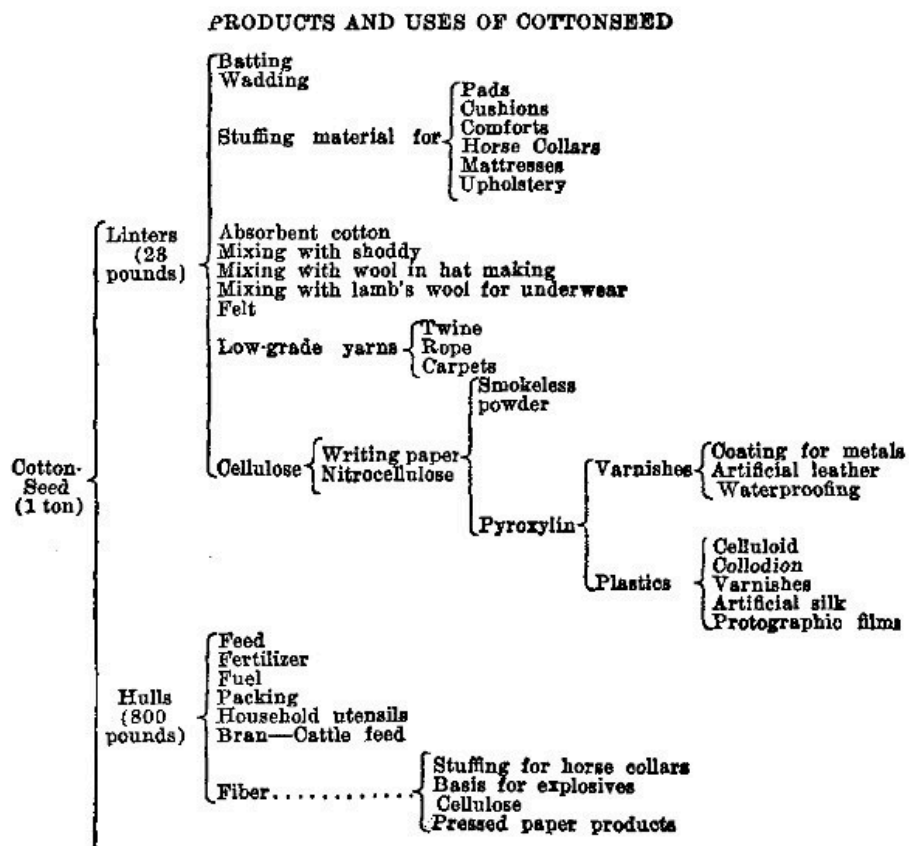 PRODUCTS AND USES OF COTTONSEED
Batting
Wadding
Stuffing material for
Pads
Cushions
Comforts
Horse Collars
Mattresses
Upholstery
Linters
(23
pounds)
Absorbent cotton
Mixing with shoddy
Mixing with wool in hat making
Mixing with lamb's wool for underwear
Felt
Low-grade yarns
Twine
Rope
Carpets
Cellulose
Writing paper
Nitrocellulose
Smokeless
powder
Pyroxylin
Varnishes
Coating for metals
Artificial leather
Waterproofing
Plastics
Celluloid
Collodion
Varnishes
Artificial silk
Protographic films
Cotton-
Seed
(1 ton)
Hulls
(800
pounds)
Feed
Fertilizer
Fuel
Packing
Household utensils
Bran—Cattle feed
Fiber..........
Stuffing for horse collars
Basis for explosives
Cellulose
Pressed paper products